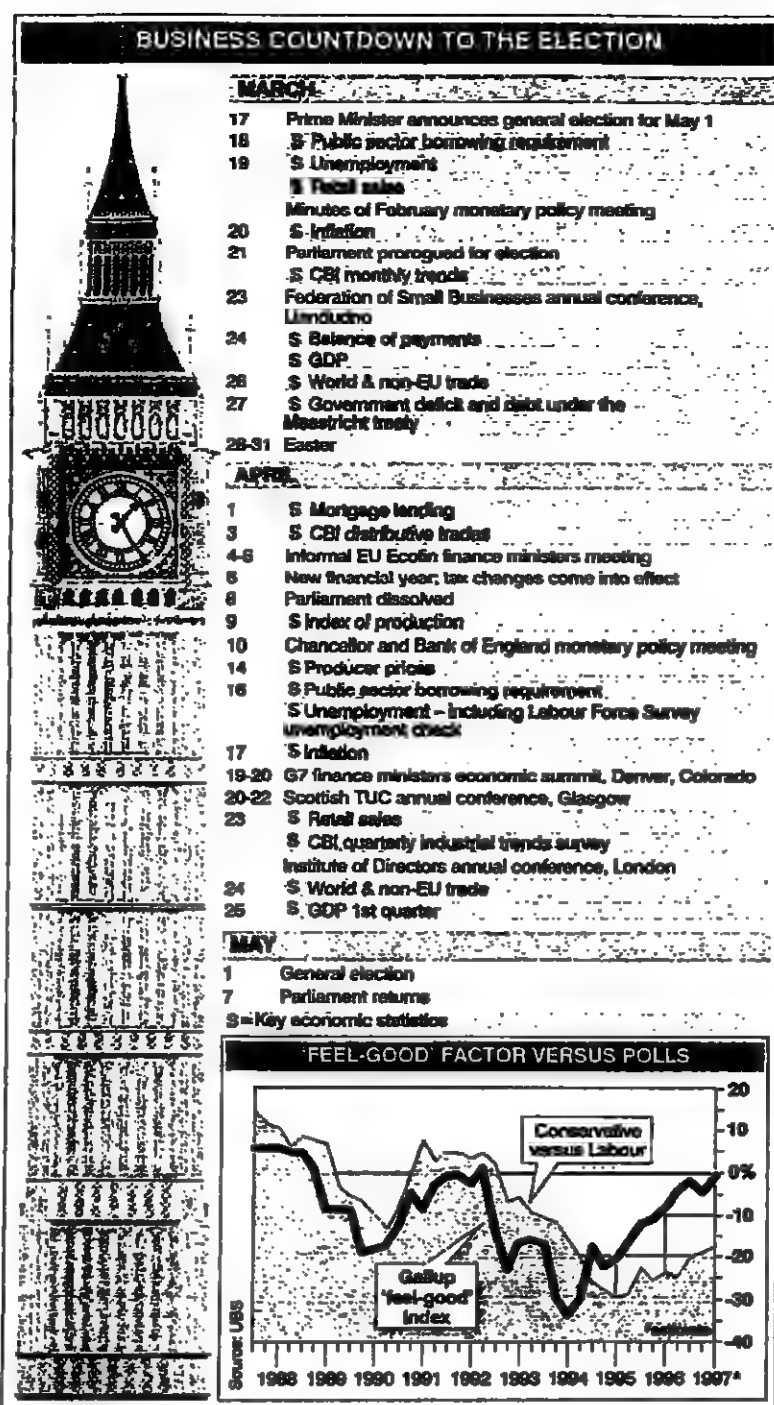 BUSINESS COUNTDOWN TO THE ELECTION
MARCH
17 Prime Minister announces general election for May 1
18 S Public sector borrowing requirement
19 S Unemployment
S Retail sales
Minutes of February monetary policy meeting
20 S Inflation
21 Parliament prorogued for election
S CBI monthly trends
23 Federation of Small Businesses annual conference,
Llandudno
24 S Balance of payments
S GDP
26 S World & non-EU trade
27 S Government deficit and debt under the
Maastricht treaty
28-31 Easter
APRIL
1 S Mortgage lending
3 S CBI distributive trades
4-6 Informal EU Ecofin finance ministers meeting
6 New financial year; tax changes come into effect
8 Parliament dissolved
9 S Index of production
10 Chancellor and Bank of England monetary policy meeting
14 S Producer prices
16 S Public sector borrowing requirement
S Unemployment – including Labour Force Survey
unemployment check
17 S Inflation
19-20 G7 finance ministers economic summit, Denver, Colorado
20-22 Scottish TUC annual conference, Glasgow
23 S Retail sales
S CBI quarterly industrial trends survey
Institute of Directors annual conference, London
24 S World & non-EU trade
25 S GDP 1st quarter
MAY
1 General election
7 Parliament returns
S=Key economic statistics
'FEEL-GOOD' FACTOR VERSUS POLLS
20
10
0%
-10
-20
-30
-40
Conservative
versus Labour
Gallup
'feel-good'
index
Source: UBS
1988 1989 1990 1991 1992 1993 1994 1995 1996 1997*